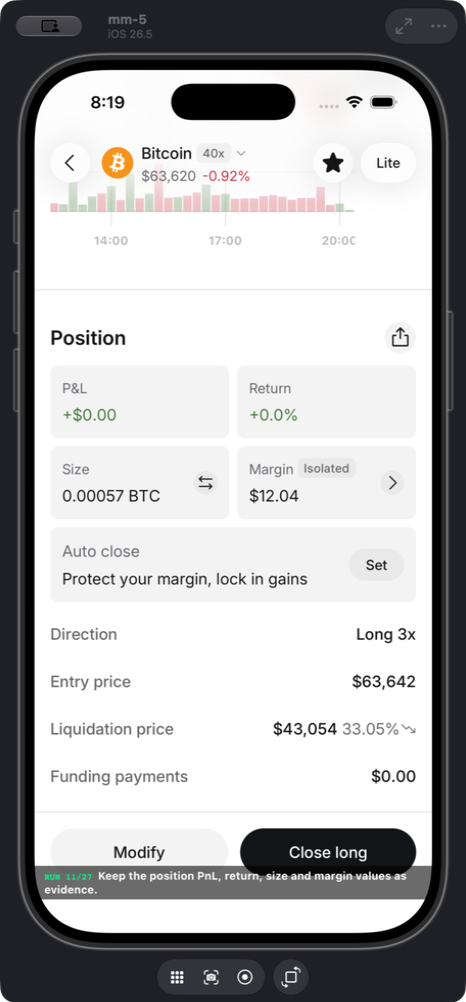 mm-5
iOS 26.5
8:19
Bitcoin 40x
$63,620 -0.92%
Lite
14:00 17:00 20:00
Position
P&L
+$0.00
Return
+0.0%
Size
0.00057 BTC
Margin Isolated
$12.04
Auto close
Protect your margin, lock in gains
Set
Direction Long 3x
Entry price $63,642
Liquidation price $43,054 33.05%
Funding payments $0.00
Modify Close long
RUN 11/27 Keep the position PnL, return, size and margin values as
evidence.